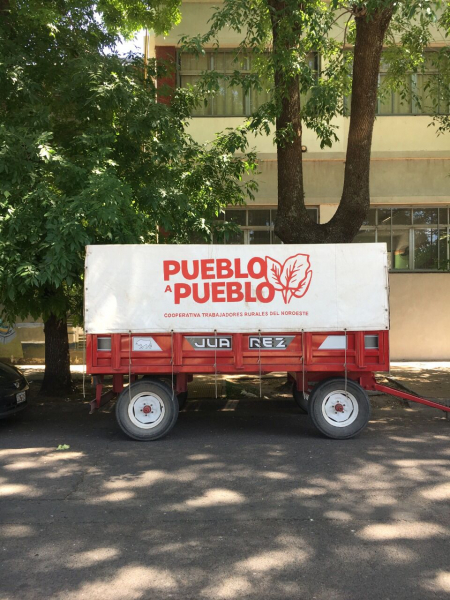 PUEBLO
A PUEBLO
COOPERATIVA TRABAJADORES RURALES DEL NOROESTE
JUA REZ